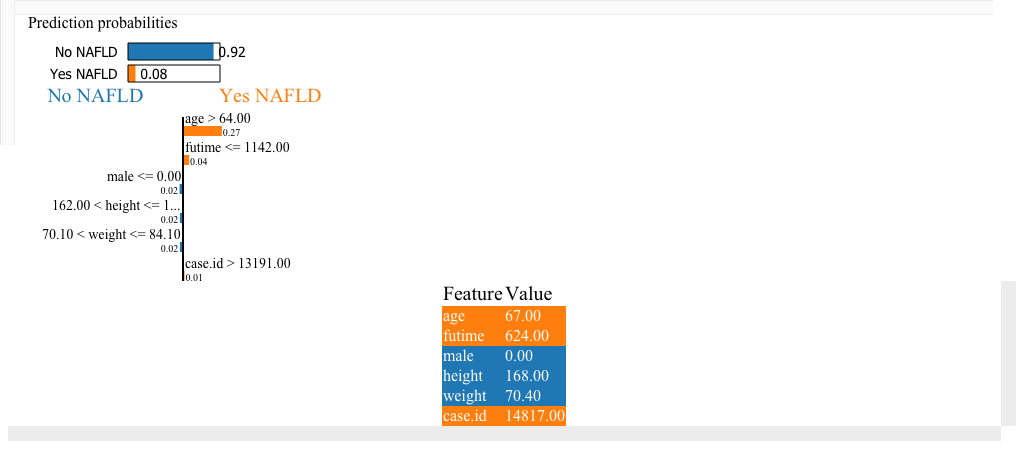 Prediction probabilities
No NAFLD 0.92
Yes NAFLD 0.08
No NAFLD Yes NAFLD
age > 64.00
0.27
futime <= 1142.00
0.04
male <= 0.00
0.02
162.00 < height <= 1...
0.02
70.10 < weight <= 84.10
0.02
case.id > 13191.00
0.01
Feature Value
age 67.00
futime 624.00
male 0.00
height 168.00
weight 70.40
case.id 14817.00